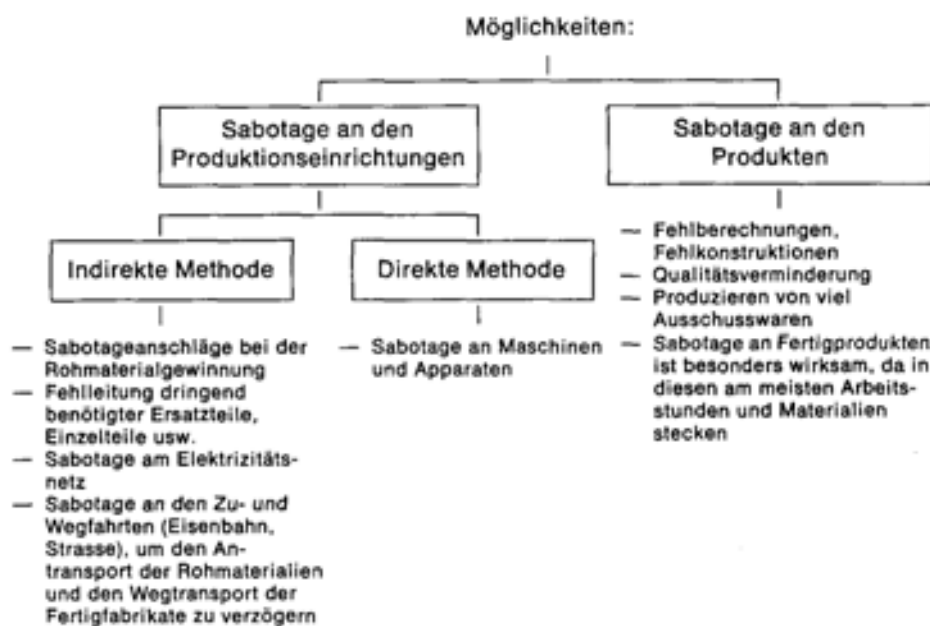 Möglichkeiten:
Sabotage an den
Produktionseinrichtungen
Indirekte Methode
— Sabotageanschläge bei der
Rohmaterialgewinnung
— Fehlleitung dringend
benötigter Ersatzteile,
Einzelteile usw.
— Sabotage am Elektrizitäts-
netz
— Sabotage an den Zu- und
Wegfahrten (Eisenbahn,
Strasse), um den An-
transport der Rohmaterialien
und den Wegtransport der
Fertigfabrikate zu verzögern
Direkte Methode
— Sabotage an Maschinen
und Apparaten
Sabotage an den
Produkten
— Fehlberechnungen,
Fehlkonstruktionen
— Qualitätsverminderung
— Produzieren von viel
Ausschusswaren
— Sabotage an Fertigprodukten
ist besonders wirksam, da in
diesen am meisten Arbeits-
stunden und Materialien
stecken